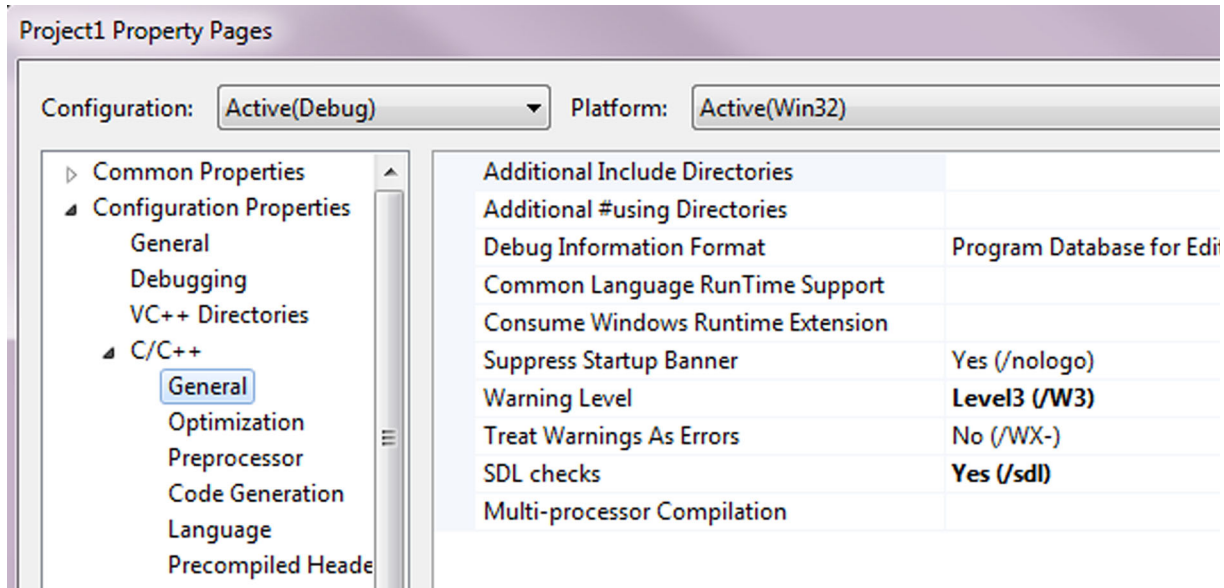 Project1 Property Pages
Configuration: Active(Debug) Platform: Active(Win32)
Common Properties
Configuration Properties
General
Debugging
VC++ Directories
C/C++
General
Optimization
Preprocessor
Code Generation
Language
Precompiled Heade
Additional Include Directories
Additional #using Directories
Debug Information Format Program Database for Edit
Common Language RunTime Support
Consume Windows Runtime Extension
Suppress Startup Banner Yes (/nologo)
Warning Level Level3 (/W3)
Treat Warnings As Errors No (/WX-)
SDL checks Yes (/sdl)
Multi-processor Compilation